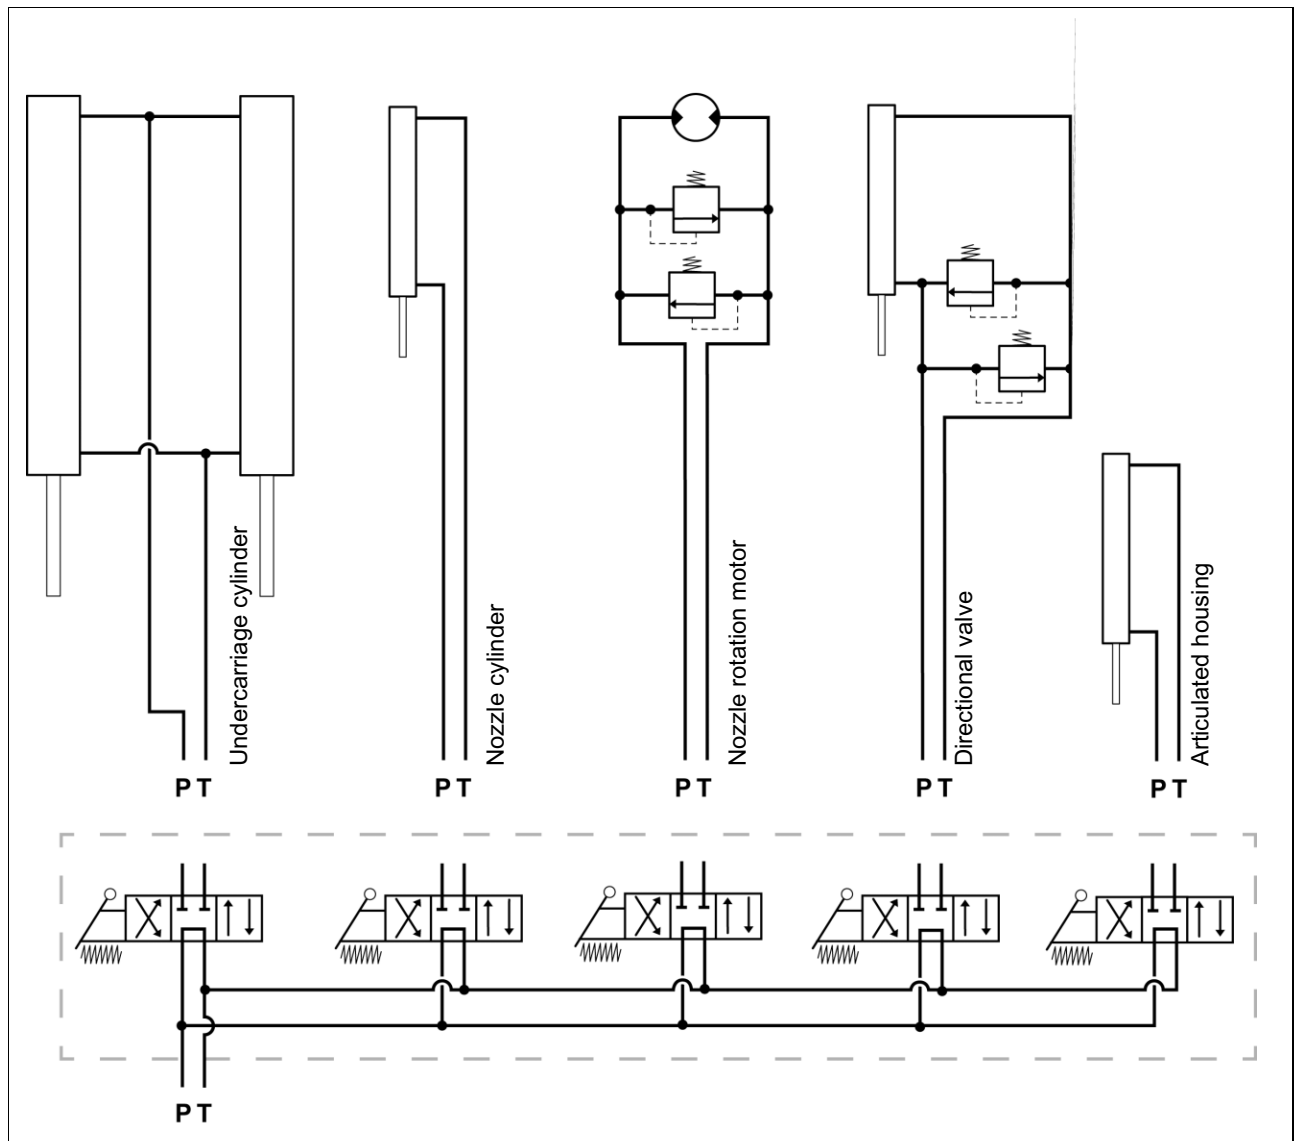 Undercarriage cylinder
Nozzle cylinder
Nozzle rotation motor
Directional valve
Articulated housing
P T
P T
P T
P T
P T
P T